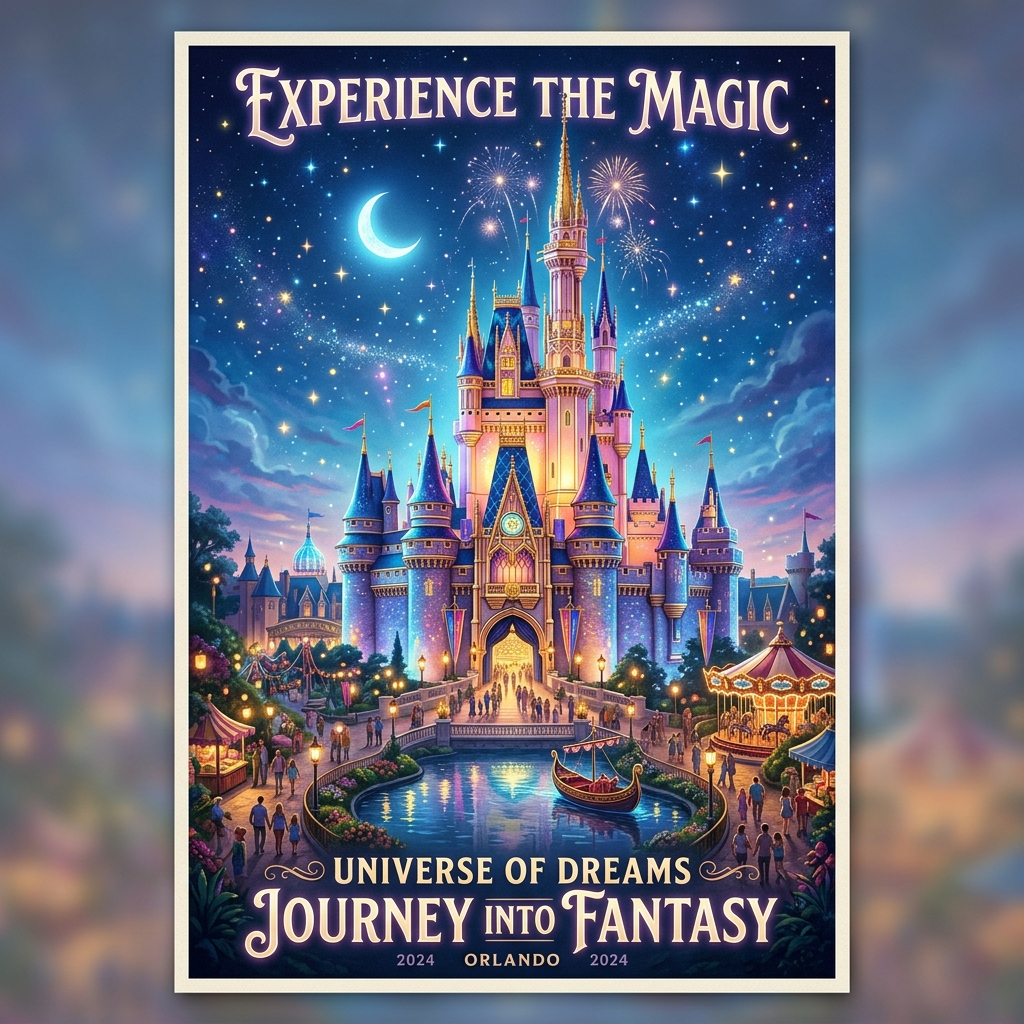 EXPERIENCE THE MAGIC
UNIVERSE OF DREAMS
JOURNEY INTO FANTASY
2024 ORLANDO 2024